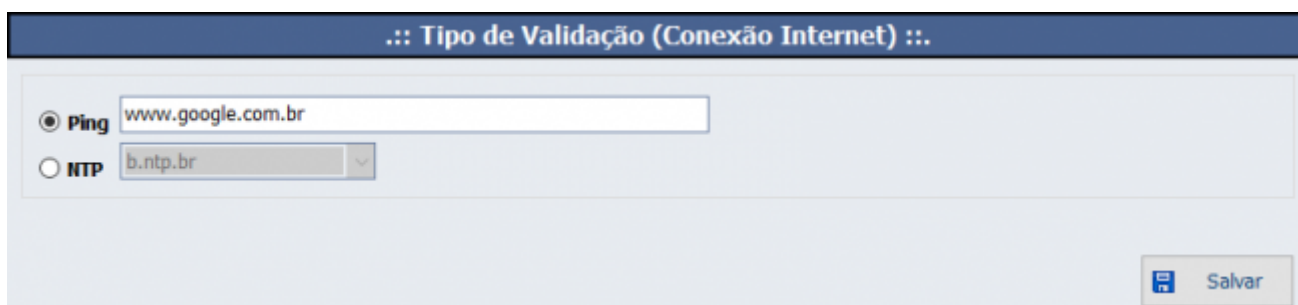 .:: Tipo de Validação (Conexão Internet) ::.
Ping www.google.com.br
NTP b.ntp.br
Salvar